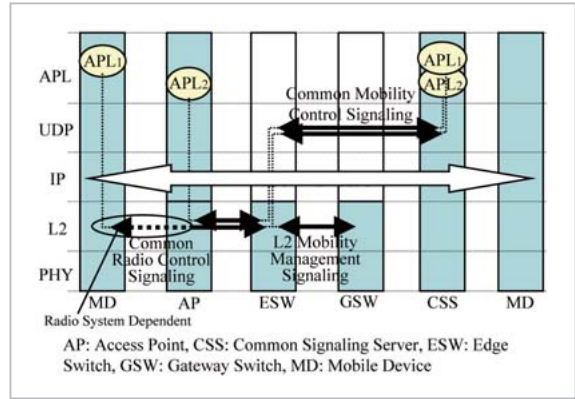 APL1
APL1
APL
APL2
APL2
Common Mobility
Control Signaling
UDP
IP
L2
Common
Radio Control
Signaling
L2 Mobility
Management
Signaling
PHY
MD
AP
ESW
GSW
CSS
MD
Radio System Dependent
AP: Access Point, CSS: Common Signaling Server, ESW: Edge
Switch, GSW: Gateway Switch, MD: Mobile Device